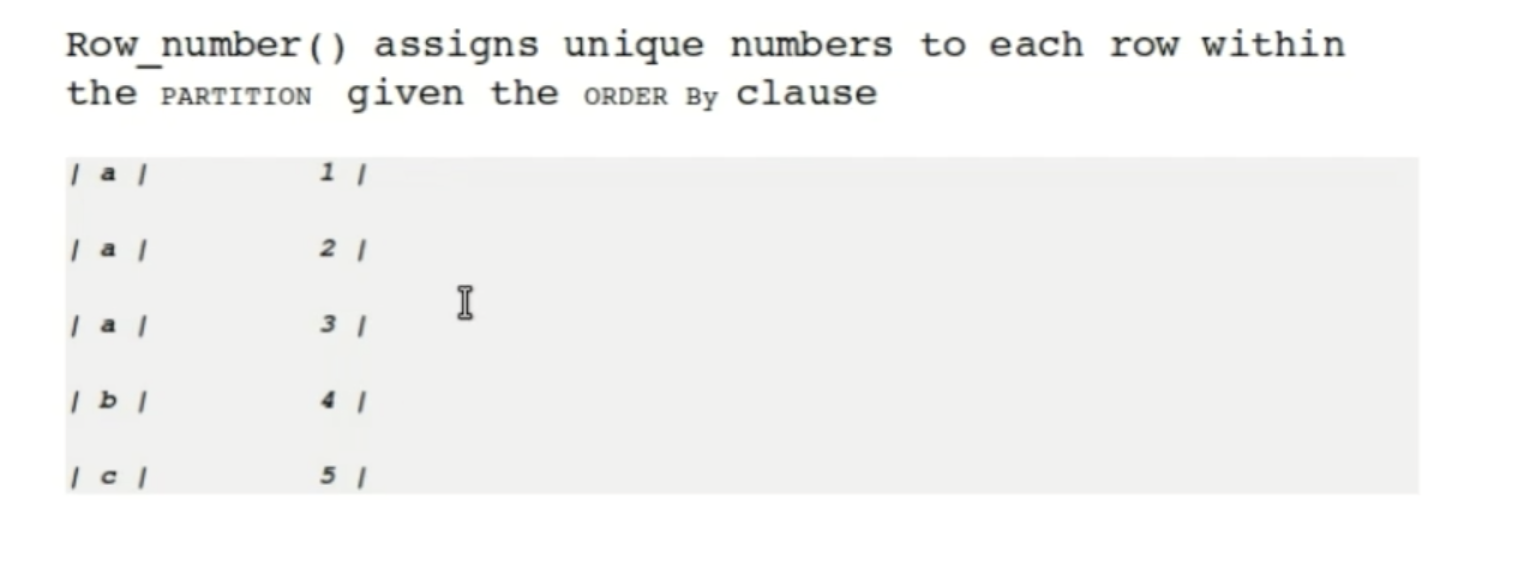 Row_number() assigns unique numbers to each row within
the PARTITION given the ORDER By clause
| a | 1 |
| a | 2 |
| a | 3 |
| b | 4 |
| c | 5 |